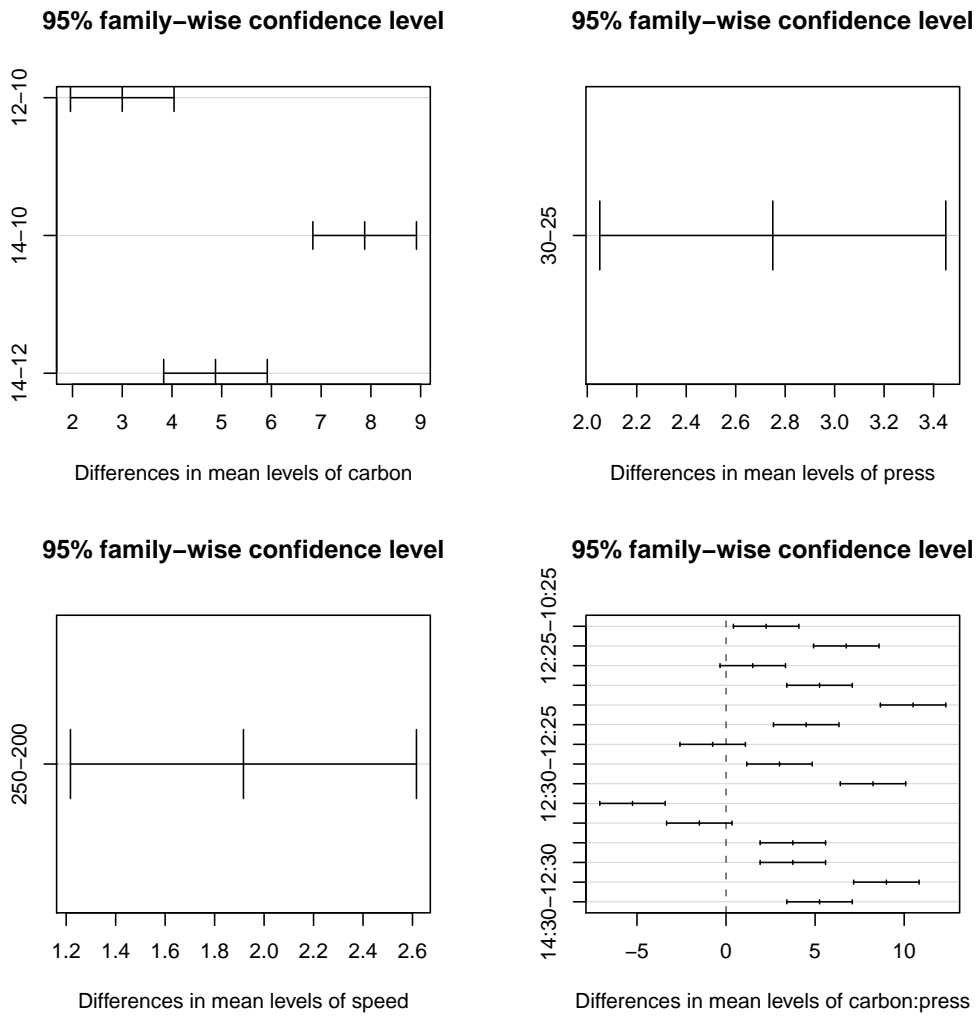 95% family−wise confidence level
12−10
14−10
14−12
2 3 4 5 6 7 8 9
Differences in mean levels of carbon
95% family−wise confidence level
30−25
2.0 2.2 2.4 2.6 2.8 3.0 3.2 3.4
Differences in mean levels of press
95% family−wise confidence level
250−200
1.2 1.4 1.6 1.8 2.0 2.2 2.4 2.6
Differences in mean levels of speed
95% family−wise confidence level
12:25−10:25
12:30−12:25
14:30−12:30
−5 0 5 10
Differences in mean levels of carbon:press